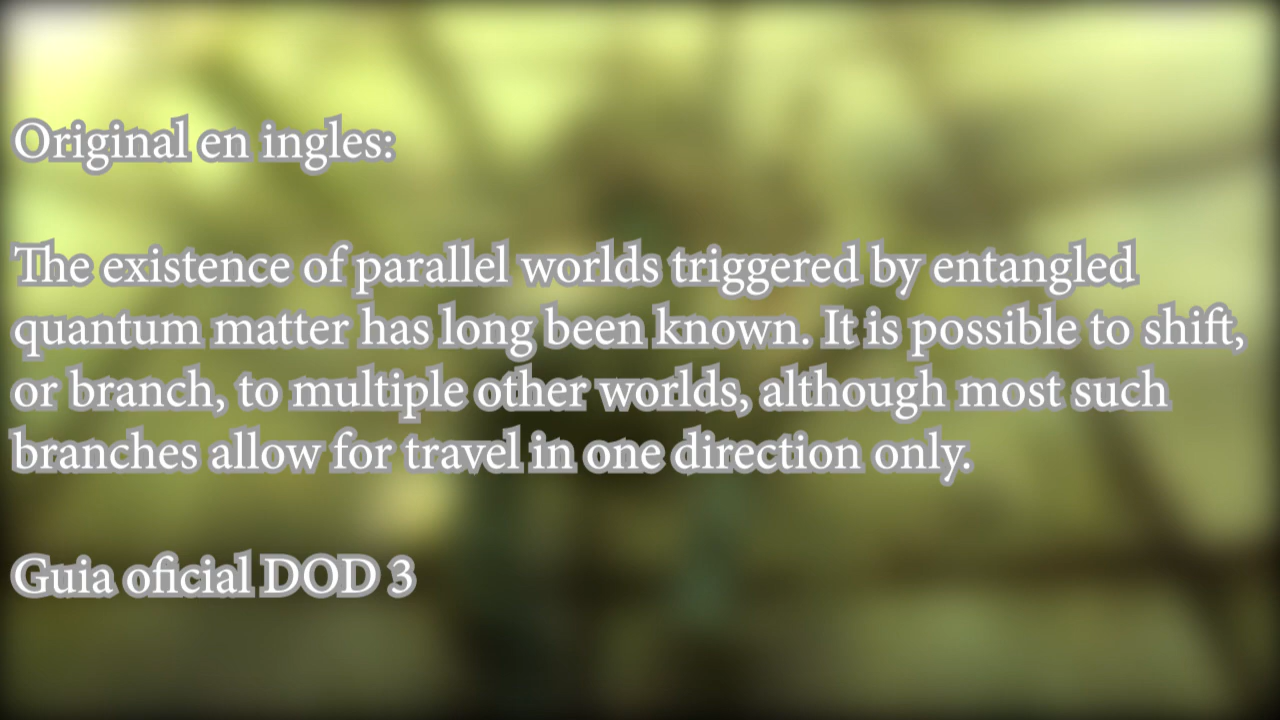 Original en ingles:
The existence of parallel worlds triggered by entangled
quantum matter has long been known. It is possible to shift,
or branch, to multiple other worlds, although most such
branches allow for travel in one direction only.
Guia oficial DOD 3